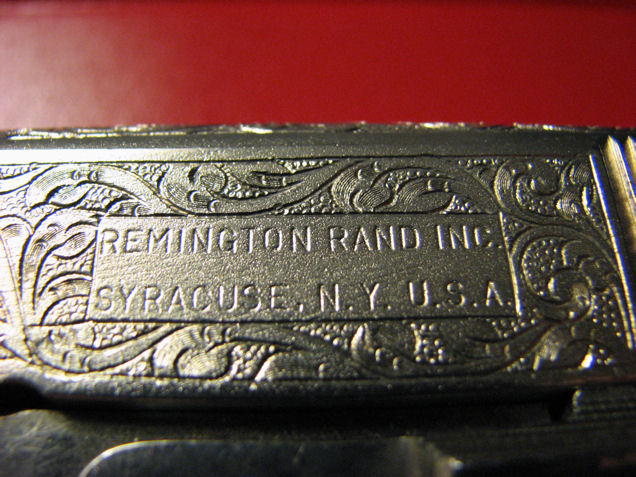 REMINGTON RAND INC.
SYRACUSE, N.Y. U.S.A.